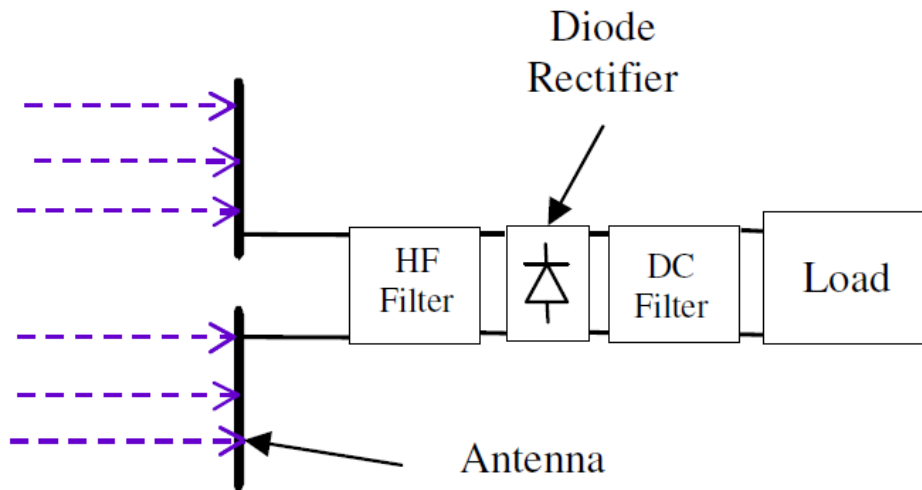 Diode
Rectifier
HF
Filter
DC
Filter
Load
Antenna